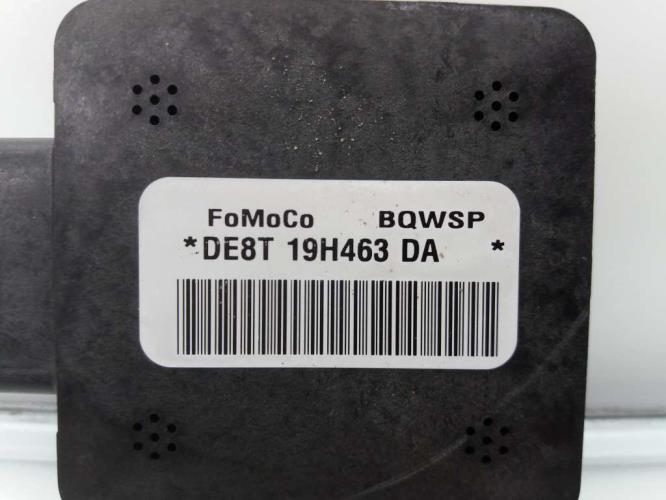 FoMoCo BQWSP
*DE8T 19H463 DA *